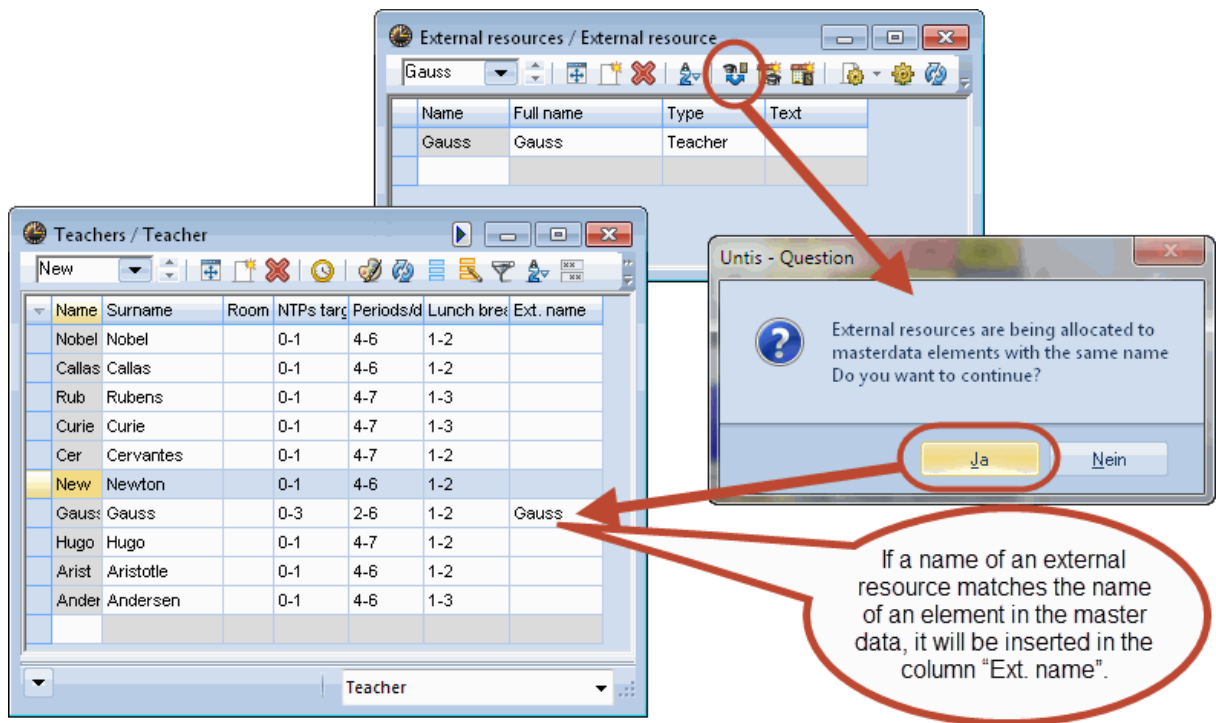 External resources / External resource
Gauss
Name Full name Type Text
Gauss Gauss Teacher
Teachers / Teacher
New
Name Surname Room NTPs targ Periods/d Lunch brea Ext. name
Nobel Nobel 0-1 4-6 1-2
Callas Callas 0-1 4-6 1-2
Rub Rubens 0-1 4-7 1-3
Curie Curie 0-1 4-7 1-3
Cer Cervantes 0-1 4-7 1-2
New Newton 0-1 4-6 1-2
Gauss Gauss 0-3 2-6 1-2 Gauss
Hugo Hugo 0-1 4-7 1-2
Arist Aristotle 0-1 4-6 1-2
Ander Andersen 0-1 4-6 1-3
Teacher
Untis - Question
External resources are being allocated to
masterdata elements with the same name
Do you want to continue?
Ja Nein
If a name of an external
resource matches the name
of an element in the master
data, it will be inserted in the
column “Ext. name”.